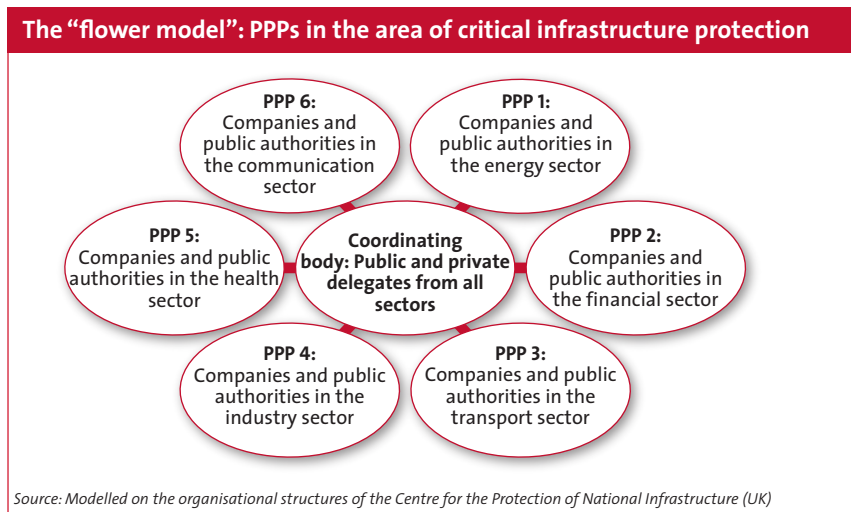 The “flower model”: PPPs in the area of critical infrastructure protection
PPP 6:
Companies and
public authorities in
the communication
sector
PPP 1:
Companies and
public authorities in
the energy sector
PPP 5:
Companies and public
authorities in the health
sector
Coordinating
body: Public and private
delegates from all
sectors
PPP 2:
Companies and
public authorities in
the financial sector
PPP 4:
Companies and public
authorities in the
industry sector
PPP 3:
Companies and public
authorities in the
transport sector
Source: Modelled on the organisational structures of the Centre for the Protection of National Infrastructure (UK)